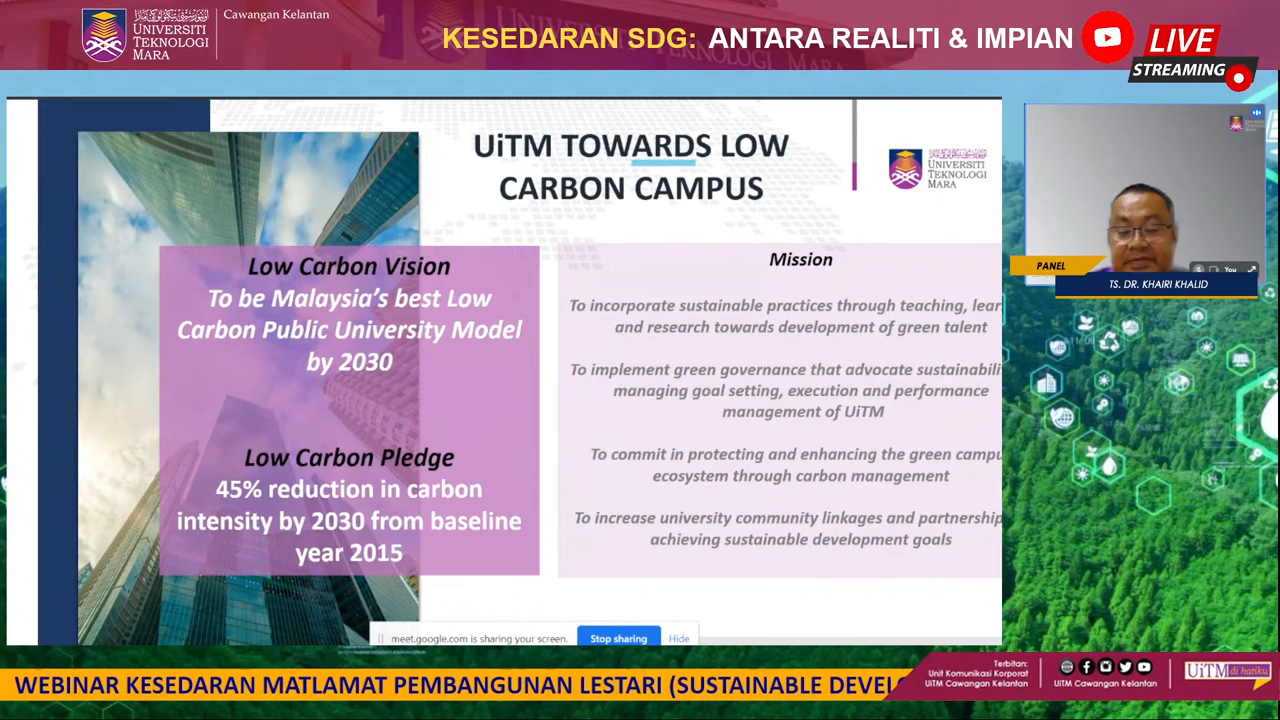 UNIVERSITI
TEKNOLOGI
MARA
Cawangan Kelantan
KESEDARAN SDG: ANTARA REALITI & IMPIAN
LIVE
STREAMING
UiTM TOWARDS LOW
CARBON CAMPUS
UNIVERSITI
TEKNOLOGI
MARA
Low Carbon Vision
To be Malaysia's best Low
Carbon Public University Model
by 2030
Low Carbon Pledge
45% reduction in carbon
intensity by 2030 from baseline
year 2015
Mission
To incorporate sustainable practices through teaching, lear
and research towards development of green talent
To implement green governance that advocate sustainabili
managing goal setting, execution and performance
management of UiTM
To commit in protecting and enhancing the green campu
ecosystem through carbon management
To increase university community linkages and partnership
achieving sustainable development goals
meet.google.com is sharing your screen.
Stop sharing
Hide
You
PANEL
TS. DR. KHAIRI KHALID
WEBINAR KESEDARAN MATLAMAT PEMBANGUNAN LESTARI (SUSTAINABLE DEVEL
Terbitan:
Unit Komunikasi Korporat
UiTM Cawangan Kelantan
UiTM Cawangan Kelantan
UiTM di hatiku